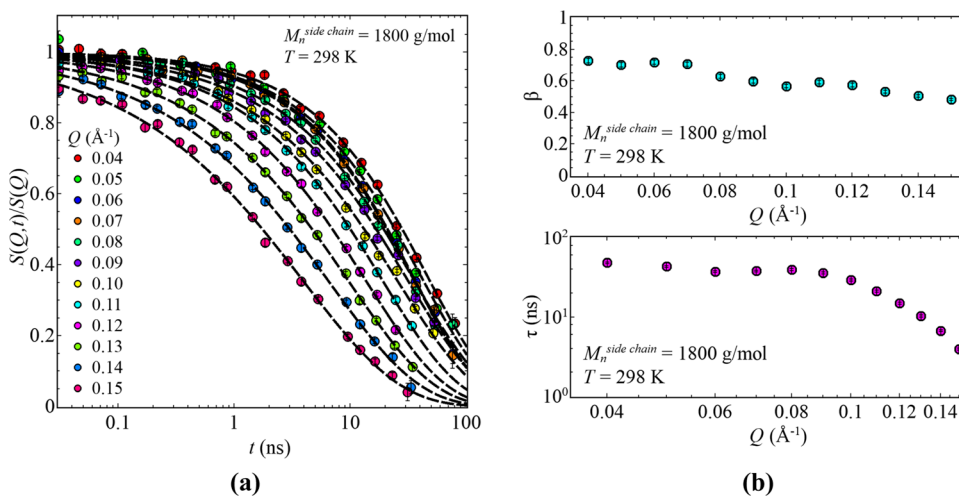 S(Q,t)/S(Q)
1
0.8
0.6
0.4
0.2
0
M_n^{side chain} = 1800 g/mol
T = 298 K
Q (Å⁻¹)
0.04
0.05
0.06
0.07
0.08
0.09
0.10
0.11
0.12
0.13
0.14
0.15
0.1 1 10 100
t (ns)
(a)
β
1
0.8
0.6
0.4
0.2
0
M_n^{side chain} = 1800 g/mol
T = 298 K
0.04 0.06 0.08 0.1 0.12 0.14
Q (Å⁻¹)
τ (ns)
10²
10¹
10⁰
M_n^{side chain} = 1800 g/mol
T = 298 K
0.04 0.06 0.08 0.1 0.12 0.14
Q (Å⁻¹)
(b)